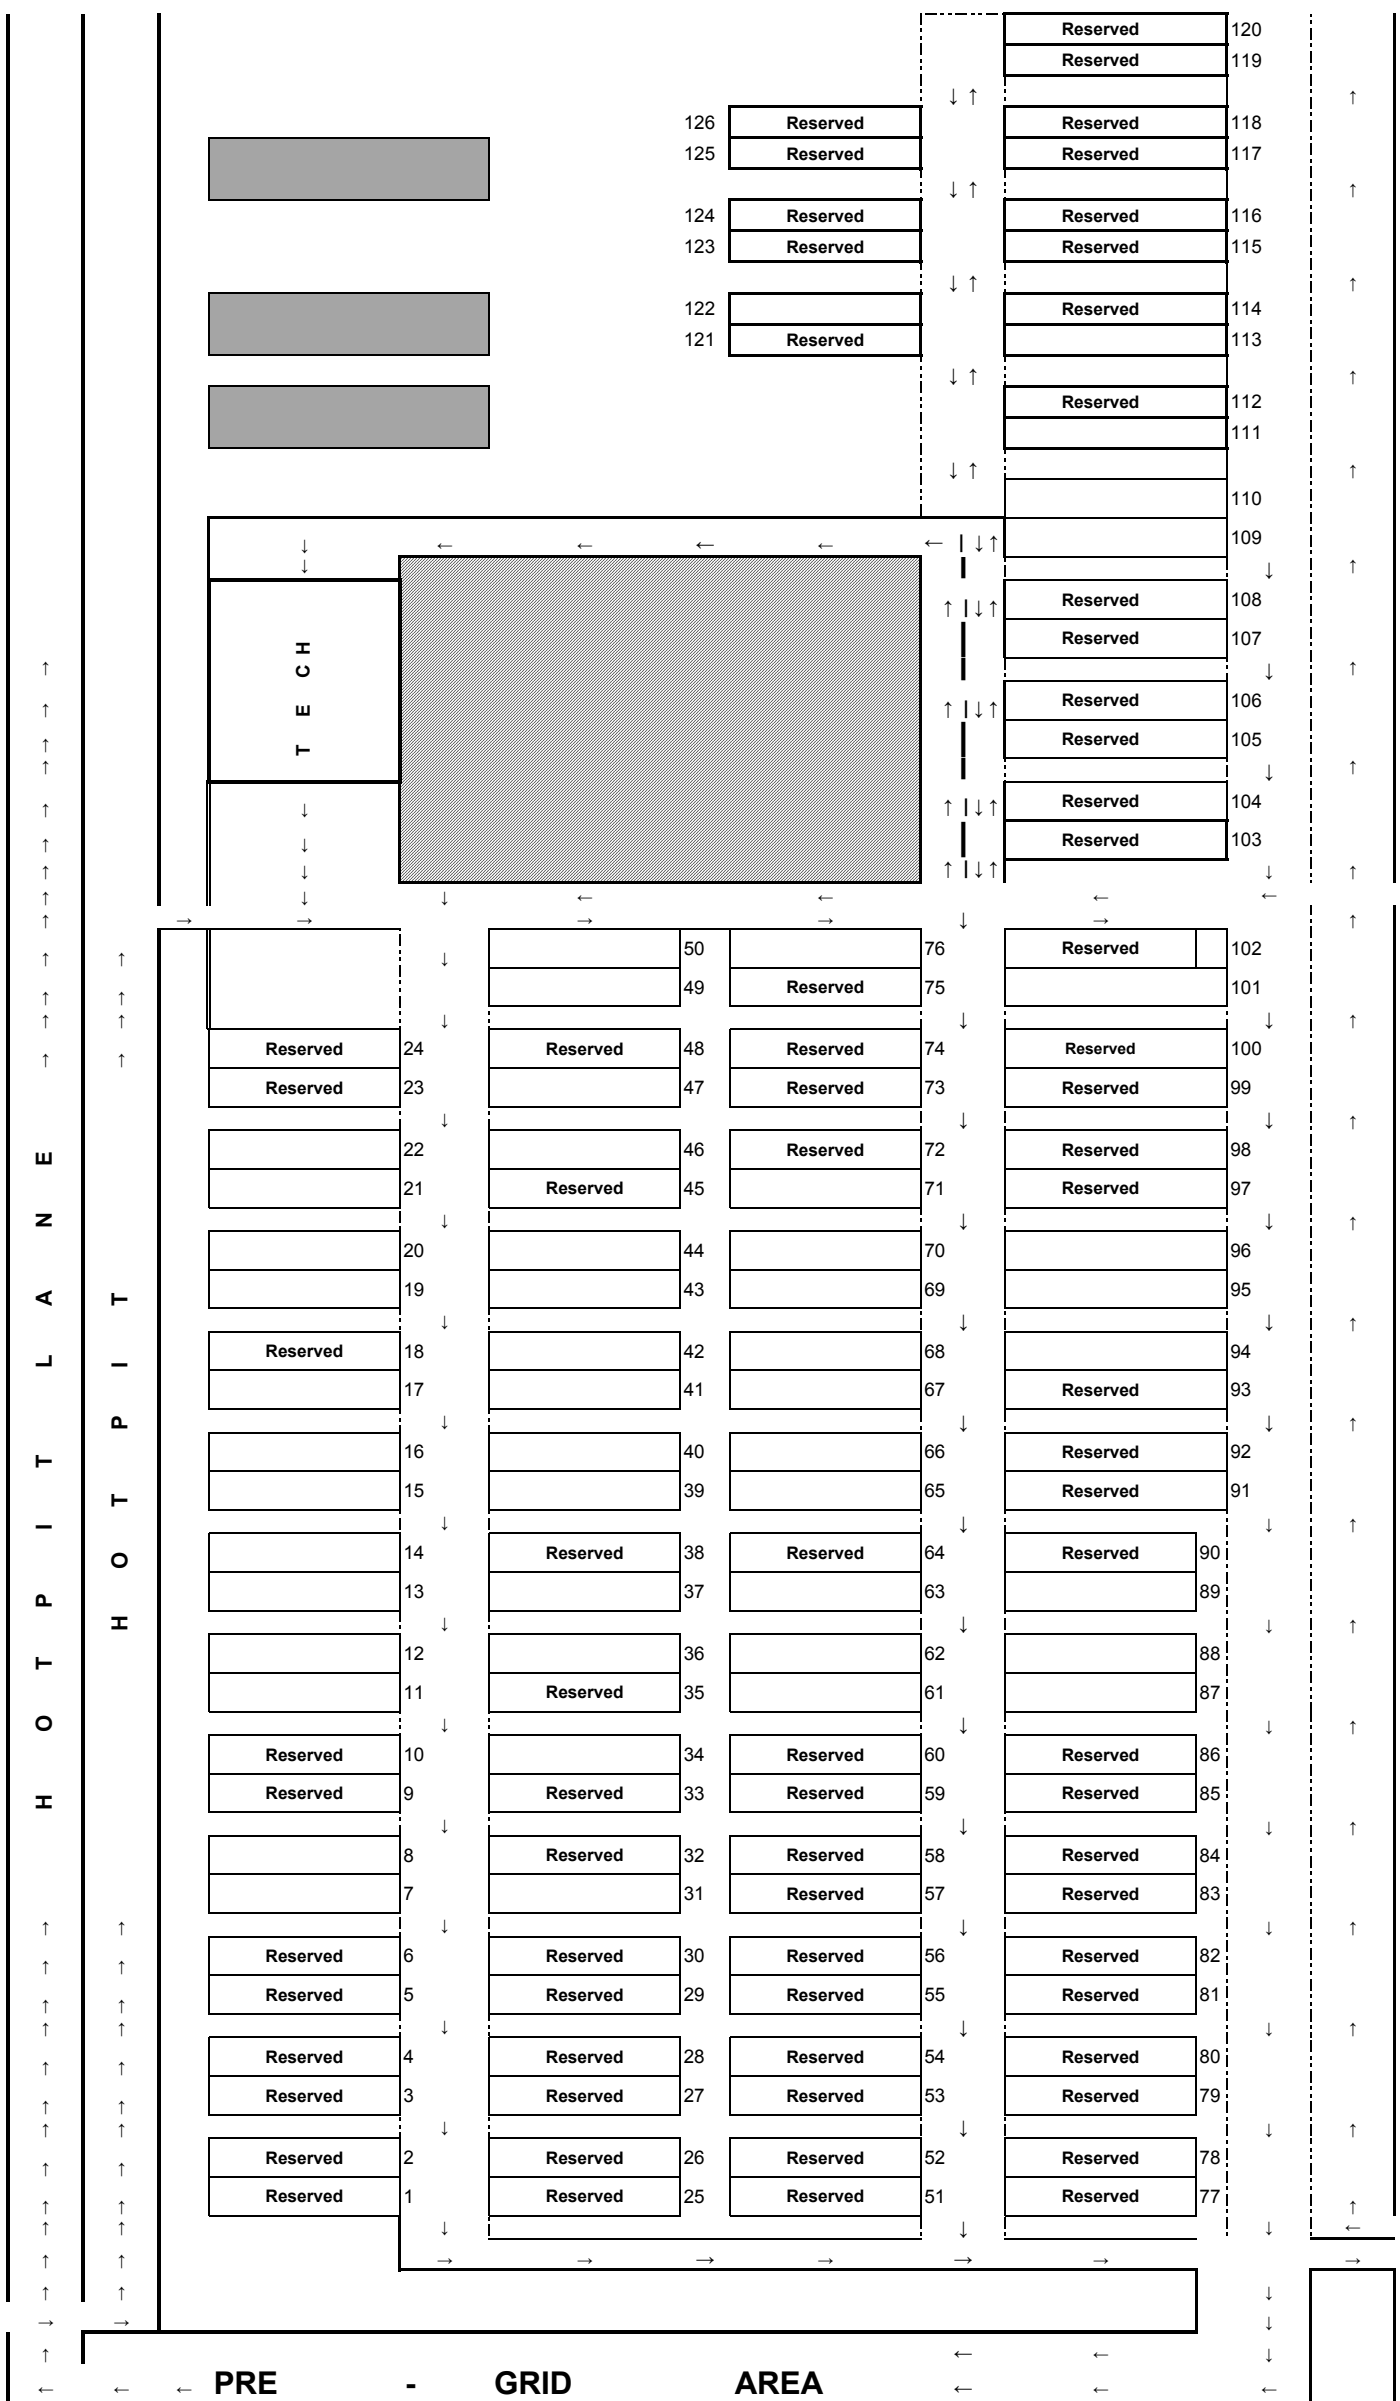 Reserved 120
Reserved 119
↓ ↑ ↑
126 Reserved Reserved 118
125 Reserved Reserved 117
↓ ↑ ↑
124 Reserved Reserved 116
123 Reserved Reserved 115
↓ ↑ ↑
122 Reserved 114
121 Reserved 113
↓ ↑ ↑
Reserved 112
111
↓ ↑ ↑
110
109
Reserved 108
Reserved 107
Reserved 106
Reserved 105
Reserved 104
Reserved 103
TECH
50 76 Reserved 102
49 Reserved 75 101
Reserved 24 Reserved 48 Reserved 74 Reserved 100
Reserved 23 47 Reserved 73 Reserved 99
22 46 Reserved 72 Reserved 98
21 Reserved 45 71 Reserved 97
20 44 70 96
19 43 69 95
Reserved 18 42 68 94
17 41 67 Reserved 93
16 40 66 Reserved 92
15 39 65 Reserved 91
14 Reserved 38 Reserved 64 Reserved 90
13 37 63 89
12 36 62 88
11 Reserved 35 61 87
Reserved 10 34 Reserved 60 Reserved 86
Reserved 9 Reserved 33 Reserved 59 Reserved 85
8 Reserved 32 Reserved 58 Reserved 84
7 31 Reserved 57 Reserved 83
Reserved 6 Reserved 30 Reserved 56 Reserved 82
Reserved 5 Reserved 29 Reserved 55 Reserved 81
Reserved 4 Reserved 28 Reserved 54 Reserved 80
Reserved 3 Reserved 27 Reserved 53 Reserved 79
Reserved 2 Reserved 26 Reserved 52 Reserved 78
Reserved 1 Reserved 25 Reserved 51 Reserved 77
HOT PIT LANE
HOT PIT
PRE - GRID AREA